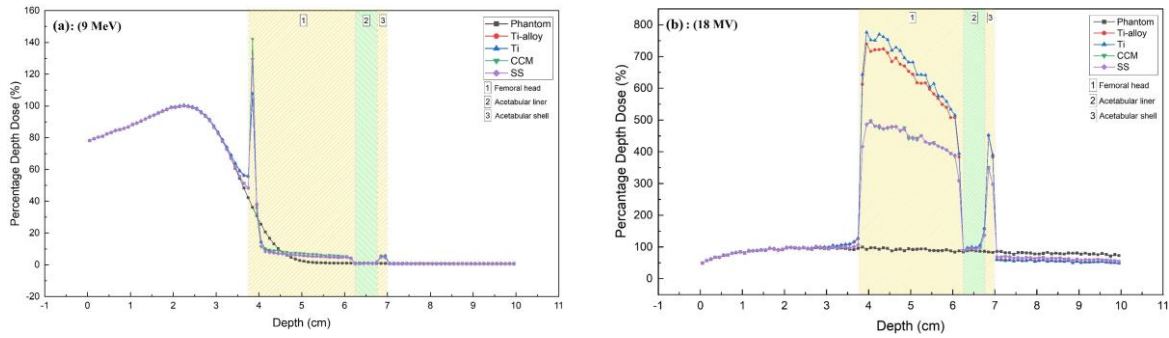 (a): (9 MeV)
1
2
3
Phantom
Ti-alloy
Ti
CCM
SS
1 Femoral head
2 Acetabular liner
3 Acetabular shell
Percentage Depth Dose (%)
160
140
120
100
80
60
40
20
0
-20
-1 0 1 2 3 4 5 6 7 8 9 10 11
Depth (cm)
(b) : (18 MV)
1
2
3
Phantom
Ti-alloy
Ti
CCM
SS
1 Femoral head
2 Acetabular liner
3 Acetabular shell
Percantage Depth Dose (%)
800
700
600
500
400
300
200
100
0
-1 0 1 2 3 4 5 6 7 8 9 10 11
Depth (cm)